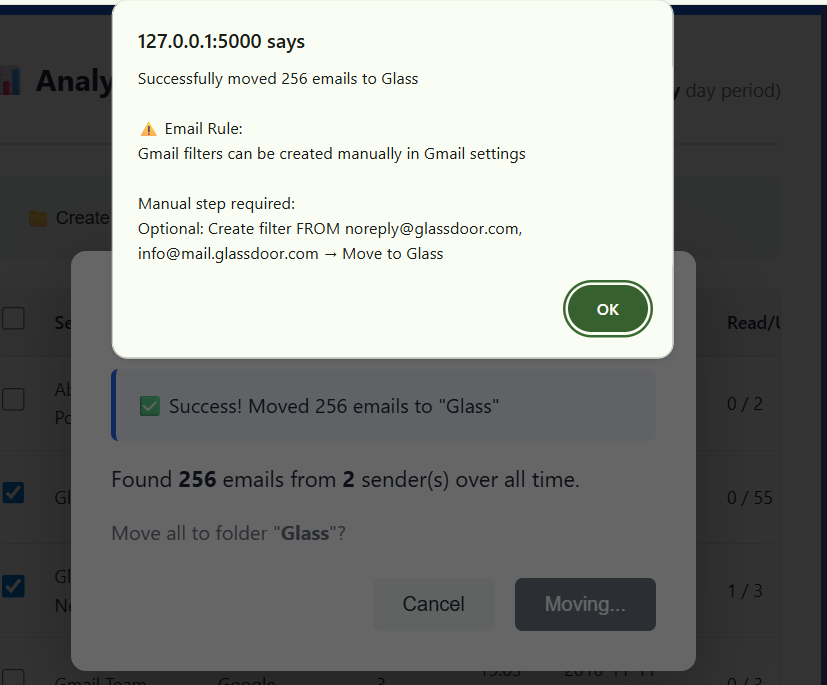 127.0.0.1:5000 says
Successfully moved 256 emails to Glass
⚠️ Email Rule:
Gmail filters can be created manually in Gmail settings
Manual step required:
Optional: Create filter FROM noreply@glassdoor.com,
info@mail.glassdoor.com → Move to Glass
OK
Analy
day period)
Create
Se
Read/U
Ab
Po
0 / 2
Gl
0 / 55
Gl
Ne
1 / 3
✅ Success! Moved 256 emails to "Glass"
Found 256 emails from 2 sender(s) over all time.
Move all to folder "Glass"?
Cancel
Moving...
Gmail Team
Google
3
0 / 3